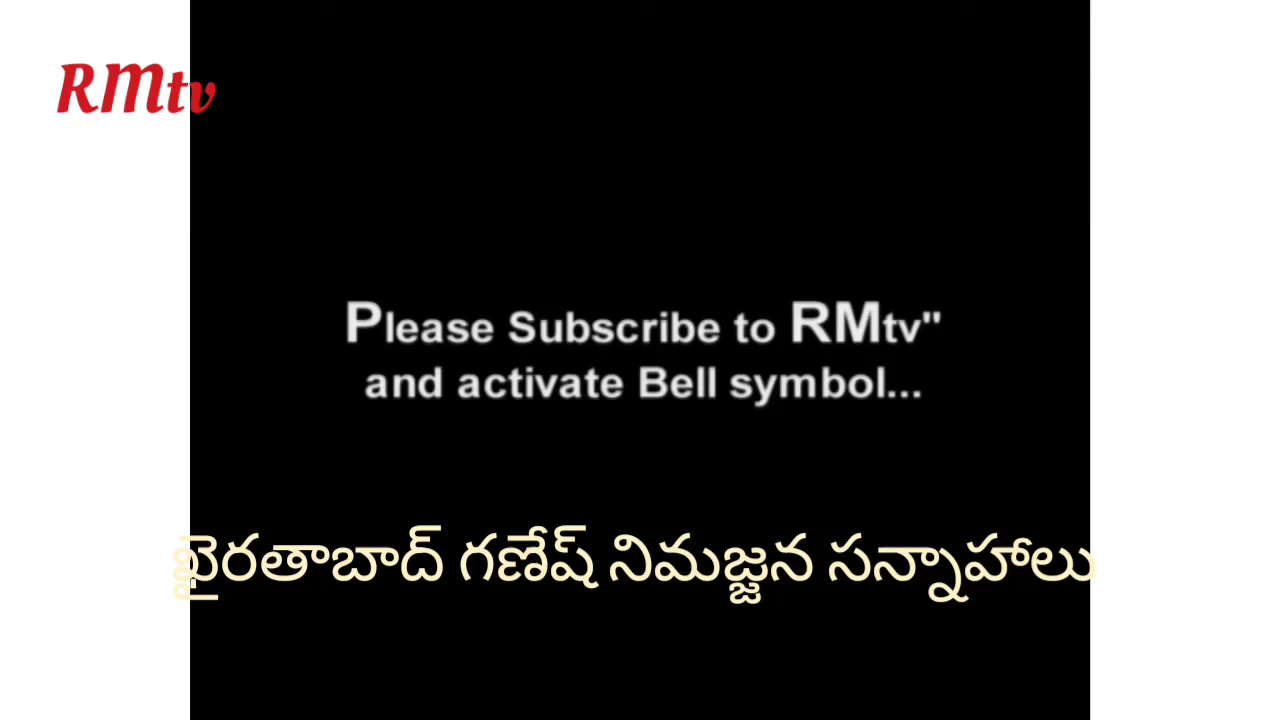 RMtv
Please Subscribe to RMtv"
and activate Bell symbol...
ఖైరతాబాద్ గణేష్ నిమజ్జన సన్నాహాలు